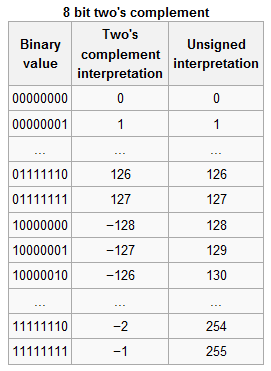 8 bit two's complement
Binary value Two's complement interpretation Unsigned interpretation
00000000 0 0
00000001 1 1
... ... ...
01111110 126 126
01111111 127 127
10000000 −128 128
10000001 −127 129
10000010 −126 130
... ... ...
11111110 −2 254
11111111 −1 255